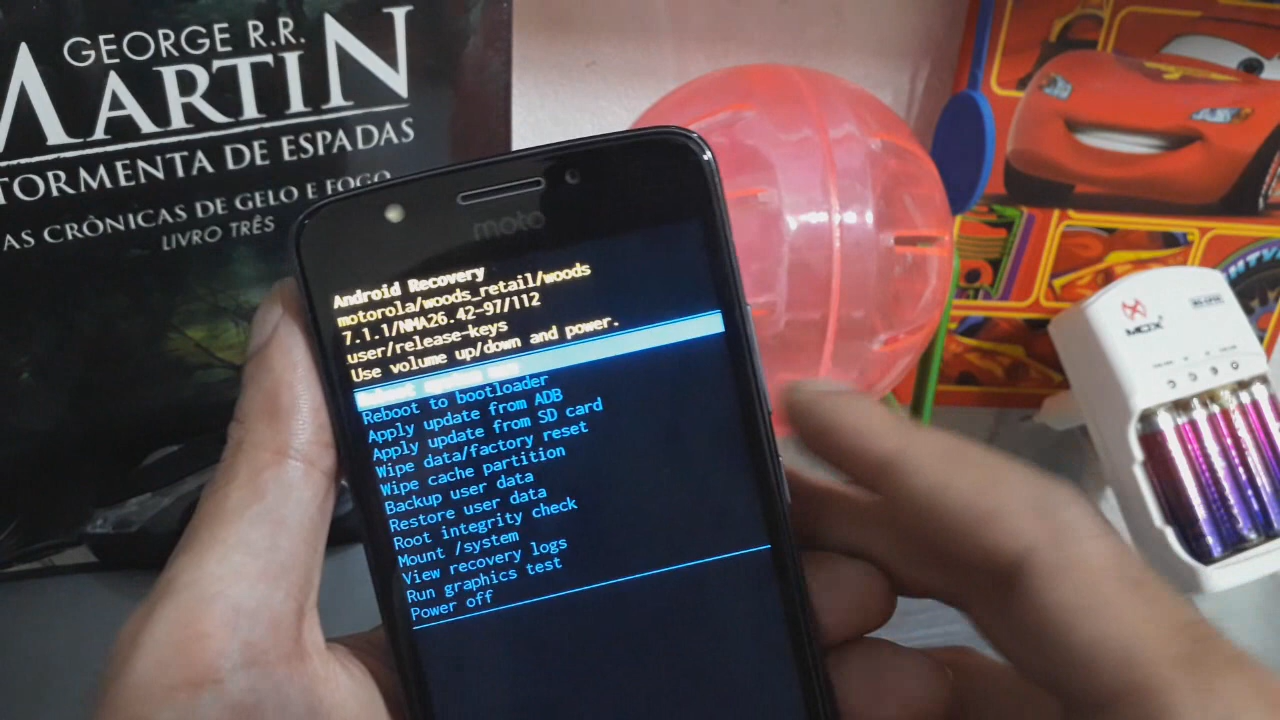 GEORGE R.R.
MARTIN
TORMENTA DE ESPADAS
AS CRÔNICAS DE GELO E FOGO
LIVRO TRÊS
moto
Android Recovery
motorola/woods_retail/woods
7.1.1/NMA26.42-97/112
user/release-keys
Use volume up/down and power.
Reboot system now
Reboot to bootloader
Apply update from ADB
Apply update from SD card
Wipe data/factory reset
Wipe cache partition
Backup user data
Restore user data
Root integrity check
Mount /system
View recovery logs
Run graphics test
Power off
MOX